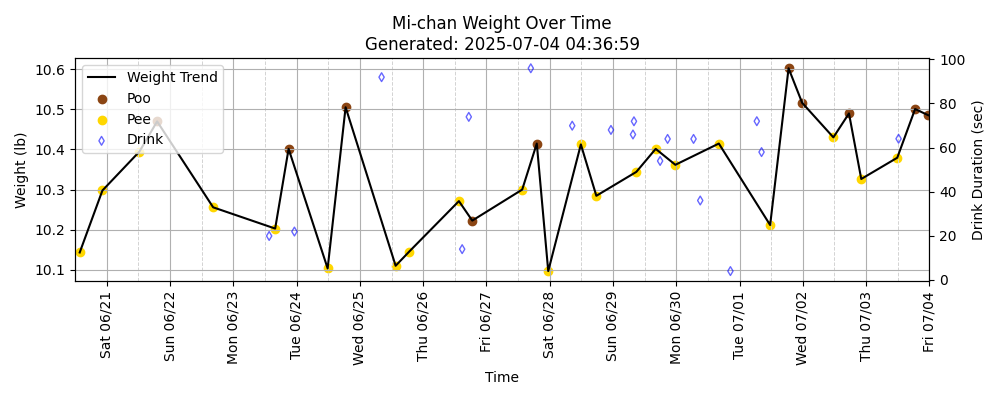 Mi-chan Weight Over Time
Generated: 2025-07-04 04:36:59
Weight (lb)
10.6
10.5
10.4
10.3
10.2
10.1
Weight Trend
Poo
Pee
Drink
100
80
60
40
20
0
Drink Duration (sec)
Sat 06/21
Sun 06/22
Mon 06/23
Tue 06/24
Wed 06/25
Thu 06/26
Fri 06/27
Sat 06/28
Sun 06/29
Mon 06/30
Tue 07/01
Wed 07/02
Thu 07/03
Fri 07/04
Time